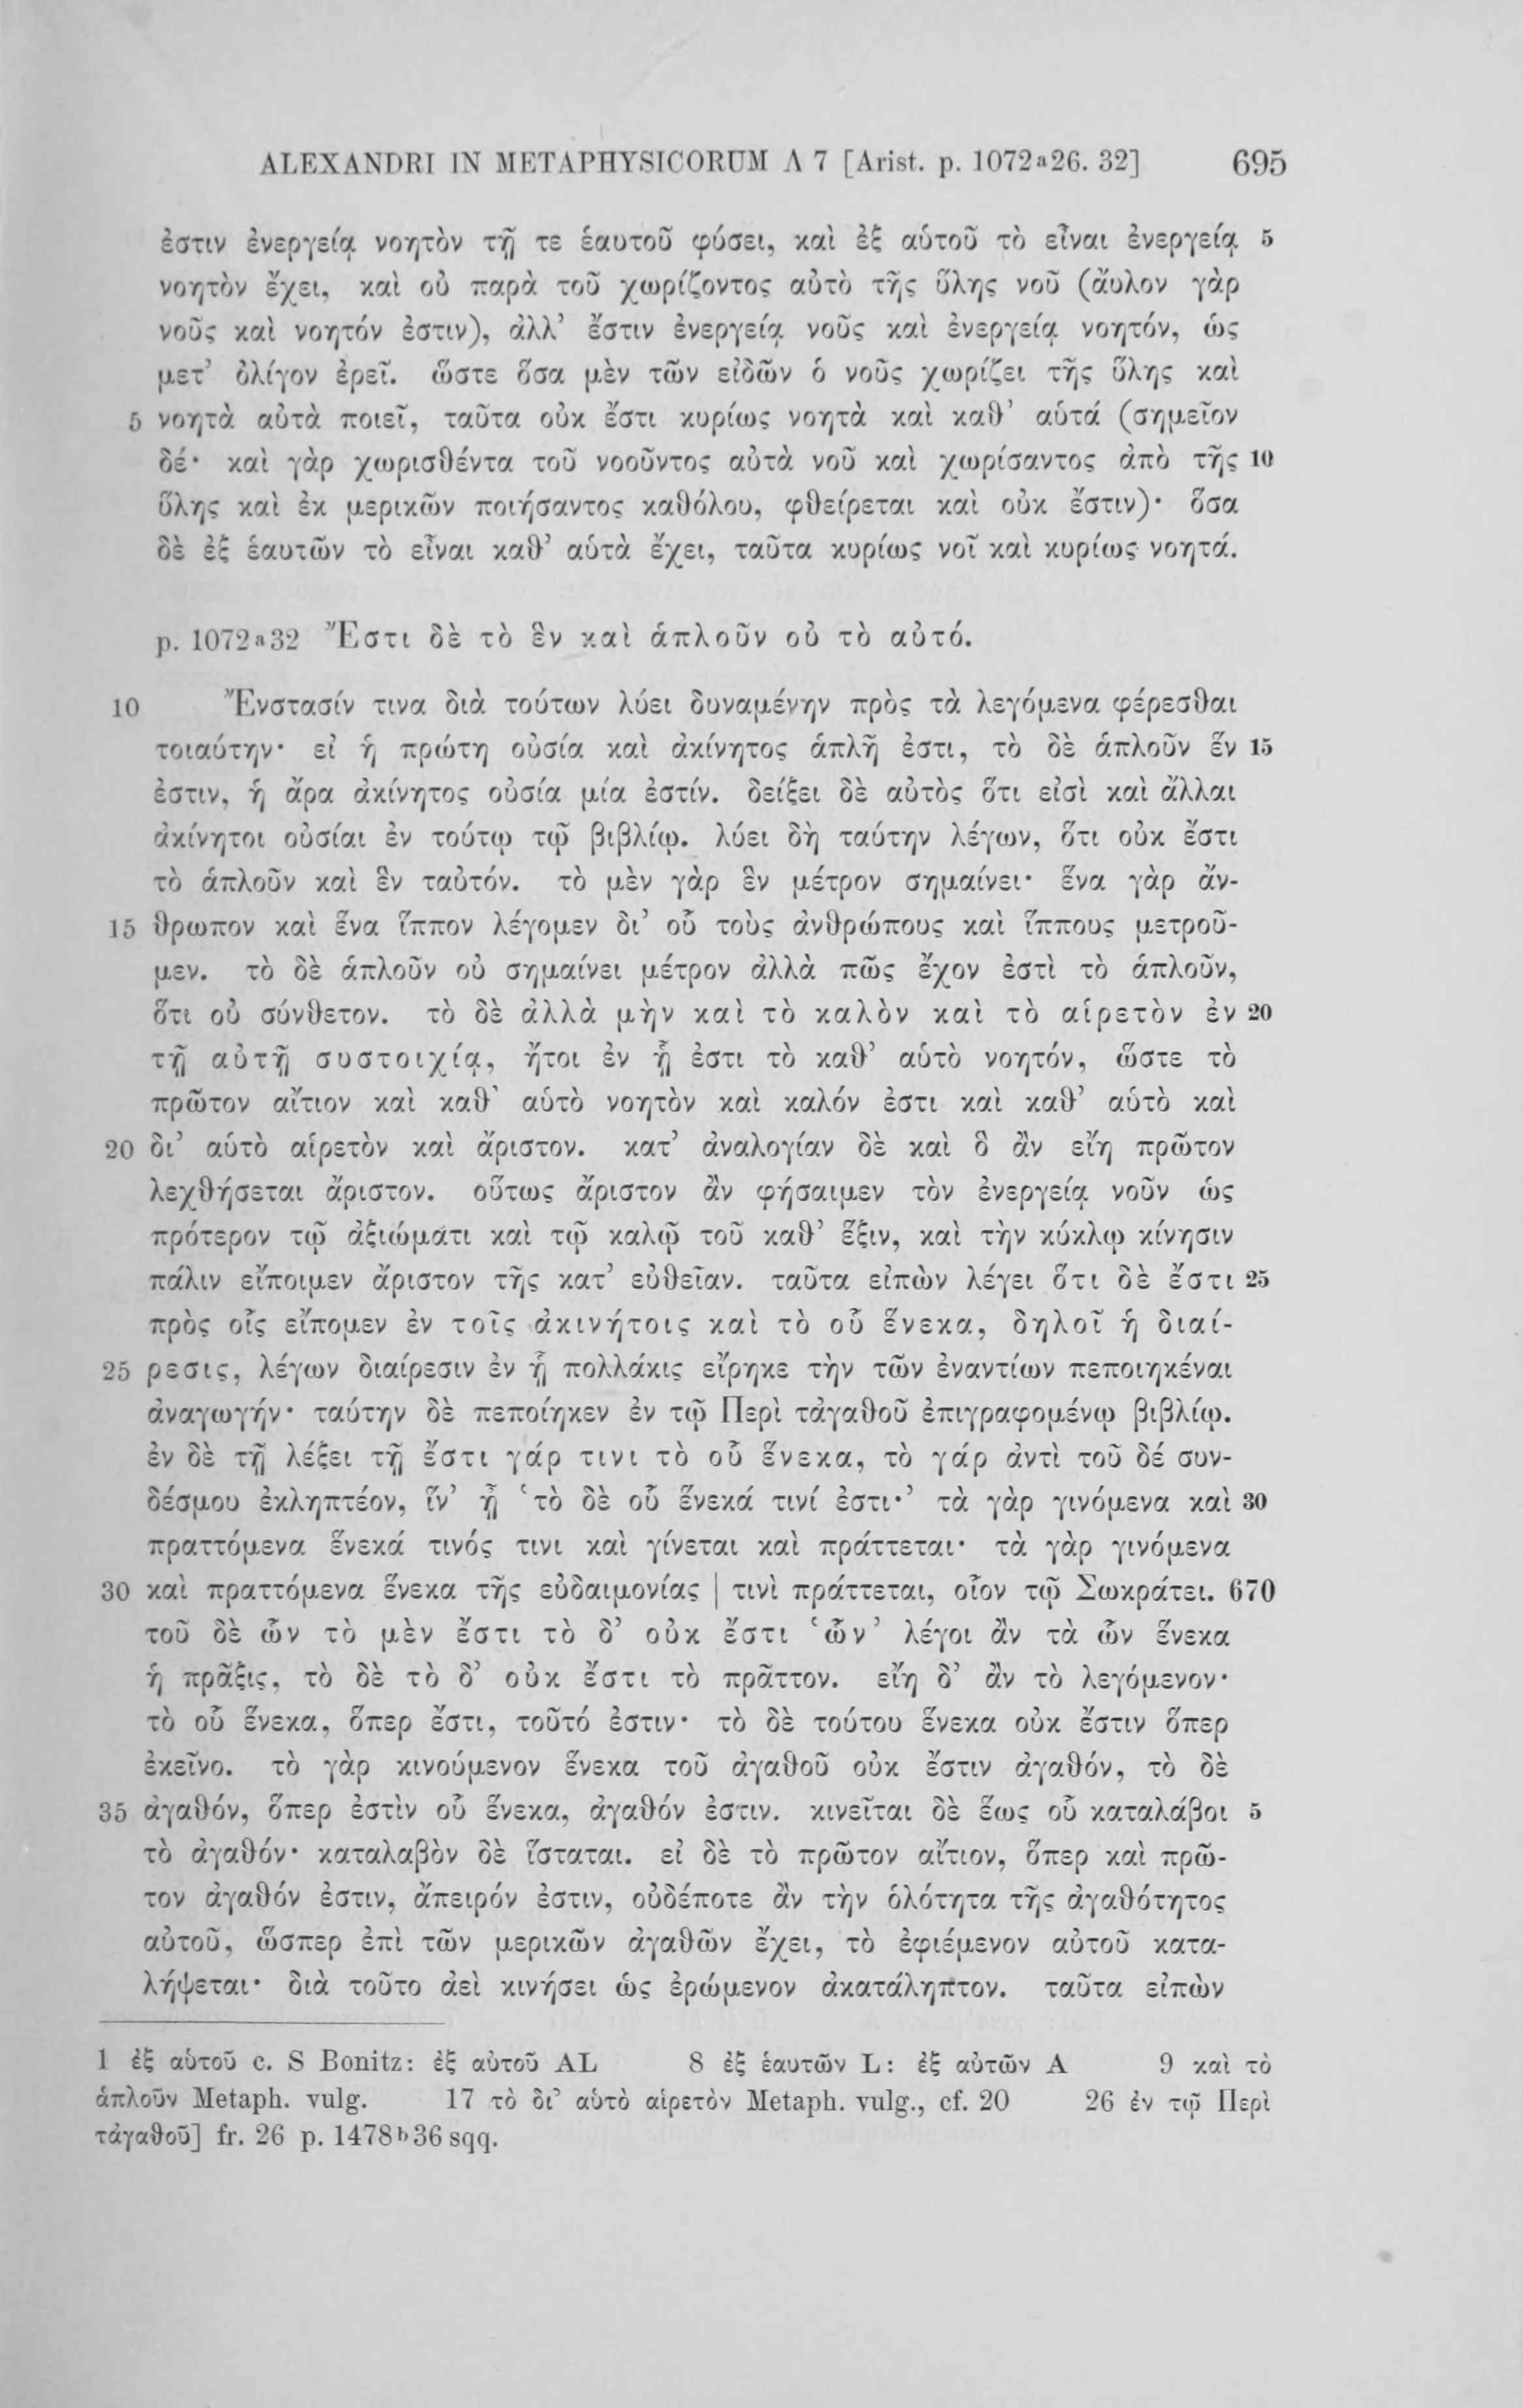 ALEXANDRI IN METAPHYSICORUM Λ 7 [Arist. p. 1072ᵃ26. 32] 695
ἐστιν ἐνεργείᾳ νοητὸν τῇ τε ἑαυτοῦ φύσει, καὶ ἐξ αὑτοῦ τὸ εἶναι ἐνεργείᾳ 5
νοητὸν ἔχει, καὶ οὐ παρὰ τοῦ χωρίζοντος αὐτὸ τῆς ὕλης νοῦ (ἄυλον γὰρ
νοῦς καὶ νοητόν ἐστιν), ἀλλ’ ἔστιν ἐνεργείᾳ νοῦς καὶ ἐνεργείᾳ νοητόν, ὡς
μετ’ ὀλίγον ἐρεῖ. ὥστε ὅσα μὲν τῶν εἰδῶν ὁ νοῦς χωρίζει τῆς ὕλης καὶ
5 νοητὰ αὐτὰ ποιεῖ, ταῦτα οὐκ ἔστι κυρίως νοητὰ καὶ καθ’ αὑτά (σημεῖον
δέ· καὶ γὰρ χωρισθέντα τοῦ νοοῦντος αὐτὰ νοῦ καὶ χωρίσαντος ἀπὸ τῆς 10
ὕλης καὶ ἐκ μερικῶν ποιήσαντος καθόλου, φθείρεται καὶ οὐκ ἔστιν)· ὅσα
δὲ ἐξ ἑαυτῶν τὸ εἶναι καθ’ αὑτὰ ἔχει, ταῦτα κυρίως νοῖ καὶ κυρίως νοητά.
p. 1072ᵃ32 Ἔστι δὲ τὸ ἓν καὶ ἁπλοῦν οὐ τὸ αὐτό.
10 Ἔνστασίν τινα διὰ τούτων λύει δυναμένην πρὸς τὰ λεγόμενα φέρεσθαι
τοιαύτην· εἰ ἡ πρώτη οὐσία καὶ ἀκίνητος ἁπλῆ ἐστι, τὸ δὲ ἁπλοῦν ἕν 15
ἐστιν, ἡ ἄρα ἀκίνητος οὐσία μία ἐστίν. δείξει δὲ αὐτὸς ὅτι εἰσὶ καὶ ἄλλαι
ἀκίνητοι οὐσίαι ἐν τούτῳ τῷ βιβλίῳ. λύει δὴ ταύτην λέγων, ὅτι οὐκ ἔστι
τὸ ἁπλοῦν καὶ ἓν ταὐτόν. τὸ μὲν γὰρ ἓν μέτρον σημαίνει· ἕνα γὰρ ἄν-
15 θρωπον καὶ ἕνα ἵππον λέγομεν δι’ οὗ τοὺς ἀνθρώπους καὶ ἵππους μετροῦ-
μεν. τὸ δὲ ἁπλοῦν οὐ σημαίνει μέτρον ἀλλὰ πῶς ἔχον ἐστὶ τὸ ἁπλοῦν,
ὅτι οὐ σύνθετον. τὸ δὲ ἀλλὰ μὴν καὶ τὸ καλὸν καὶ τὸ αἱρετὸν ἐν 20
τῇ αὐτῇ συστοιχίᾳ, ἤτοι ἐν ᾗ ἐστι τὸ καθ’ αὑτὸ νοητόν, ὥστε τὸ
πρῶτον αἴτιον καὶ καθ’ αὑτὸ νοητὸν καὶ καλόν ἐστι καὶ καθ’ αὑτὸ καὶ
20 δι’ αὑτὸ αἱρετὸν καὶ ἄριστον. κατ’ ἀναλογίαν δὲ καὶ ὃ ἂν εἴη πρῶτον
λεχθήσεται ἄριστον. οὕτως ἄριστον ἂν φήσαιμεν τὸν ἐνεργείᾳ νοῦν ὡς
πρότερον τῷ ἀξιώματι καὶ τῷ καλῷ τοῦ καθ’ ἕξιν, καὶ τὴν κύκλῳ κίνησιν
πάλιν εἴποιμεν ἄριστον τῆς κατ’ εὐθεῖαν. ταῦτα εἰπὼν λέγει ὅτι δὲ ἔστι 25
πρὸς οἷς εἴπομεν ἐν τοῖς ἀκινήτοις καὶ τὸ οὗ ἕνεκα, δηλοῖ ἡ διαί-
25 ρεσις, λέγων διαίρεσιν ἐν ᾗ πολλάκις εἴρηκε τὴν τῶν ἐναντίων πεποιηκέναι
ἀναγωγήν· ταύτην δὲ πεποίηκεν ἐν τῷ Περὶ τἀγαθοῦ ἐπιγραφομένῳ βιβλίῳ.
ἐν δὲ τῇ λέξει τῇ ἔστι γάρ τινι τὸ οὗ ἕνεκα, τὸ γάρ ἀντὶ τοῦ δέ συν-
δέσμου ἐκληπτέον, ἵν’ ᾖ ‘τὸ δὲ οὗ ἕνεκά τινί ἐστι·’ τὰ γὰρ γινόμενα καὶ 30
πραττόμενα ἕνεκά τινός τινι καὶ γίνεται καὶ πράττεται· τὰ γὰρ γινόμενα
30 καὶ πραττόμενα ἕνεκα τῆς εὐδαιμονίας | τινὶ πράττεται, οἷον τῷ Σωκράτει. 670
τοῦ δὲ ὧν τὸ μὲν ἔστι τὸ δ’ οὐκ ἔστι ‘ὧν’ λέγοι ἂν τὰ ὧν ἕνεκα
ἡ πρᾶξις, τὸ δὲ τὸ δ’ οὐκ ἔστι τὸ πρᾶττον. εἴη δ’ ἂν τὸ λεγόμενον·
τὸ οὗ ἕνεκα, ὅπερ ἔστι, τοῦτό ἐστιν· τὸ δὲ τούτου ἕνεκα οὐκ ἔστιν ὅπερ
ἐκεῖνο. τὸ γὰρ κινούμενον ἕνεκα τοῦ ἀγαθοῦ οὐκ ἔστιν ἀγαθόν, τὸ δὲ
35 ἀγαθόν, ὅπερ ἐστὶν οὗ ἕνεκα, ἀγαθόν ἐστιν. κινεῖται δὲ ἕως οὗ καταλάβοι 5
τὸ ἀγαθόν· καταλαβὸν δὲ ἵσταται. εἰ δὲ τὸ πρῶτον αἴτιον, ὅπερ καὶ πρῶ-
τον ἀγαθόν ἐστιν, ἄπειρόν ἐστιν, οὐδέποτε ἂν τὴν ὁλότητα τῆς ἀγαθότητος
αὐτοῦ, ὥσπερ ἐπὶ τῶν μερικῶν ἀγαθῶν ἔχει, τὸ ἐφιέμενον αὐτοῦ κατα-
λήψεται· διὰ τοῦτο ἀεὶ κινήσει ὡς ἐρώμενον ἀκατάληπτον. ταῦτα εἰπὼν
1 ἐξ αὑτοῦ c. S Bonitz: ἐξ αὐτοῦ AL 8 ἐξ ἑαυτῶν L: ἐξ αὐτῶν A 9 καὶ τὸ
ἁπλοῦν Metaph. vulg. 17 τὸ δι’ αὑτὸ αἱρετὸν Metaph. vulg., cf. 20 26 ἐν τῷ Περὶ
τἀγαθοῦ] fr. 26 p. 1478ᵇ36 sqq.